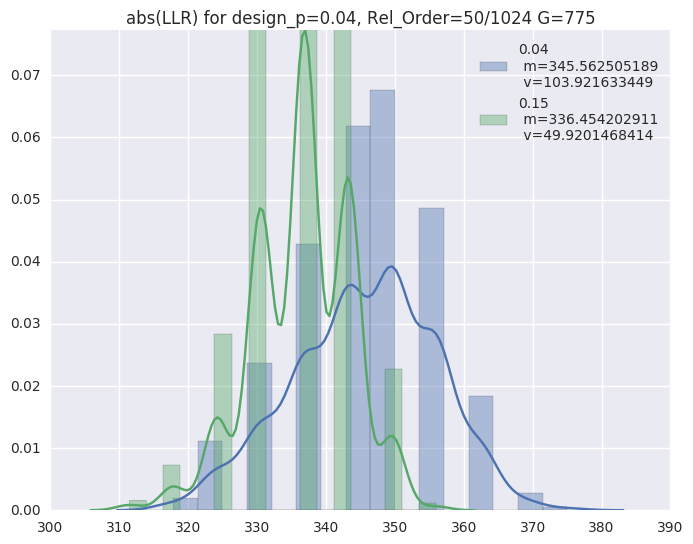 abs(LLR) for design_p=0.04, Rel_Order=50/1024 G=775
0.04
m=345.562505189
v=103.921633449
0.15
m=336.454202911
v=49.9201468414
0.07
0.06
0.05
0.04
0.03
0.02
0.01
0.00
300 310 320 330 340 350 360 370 380 390